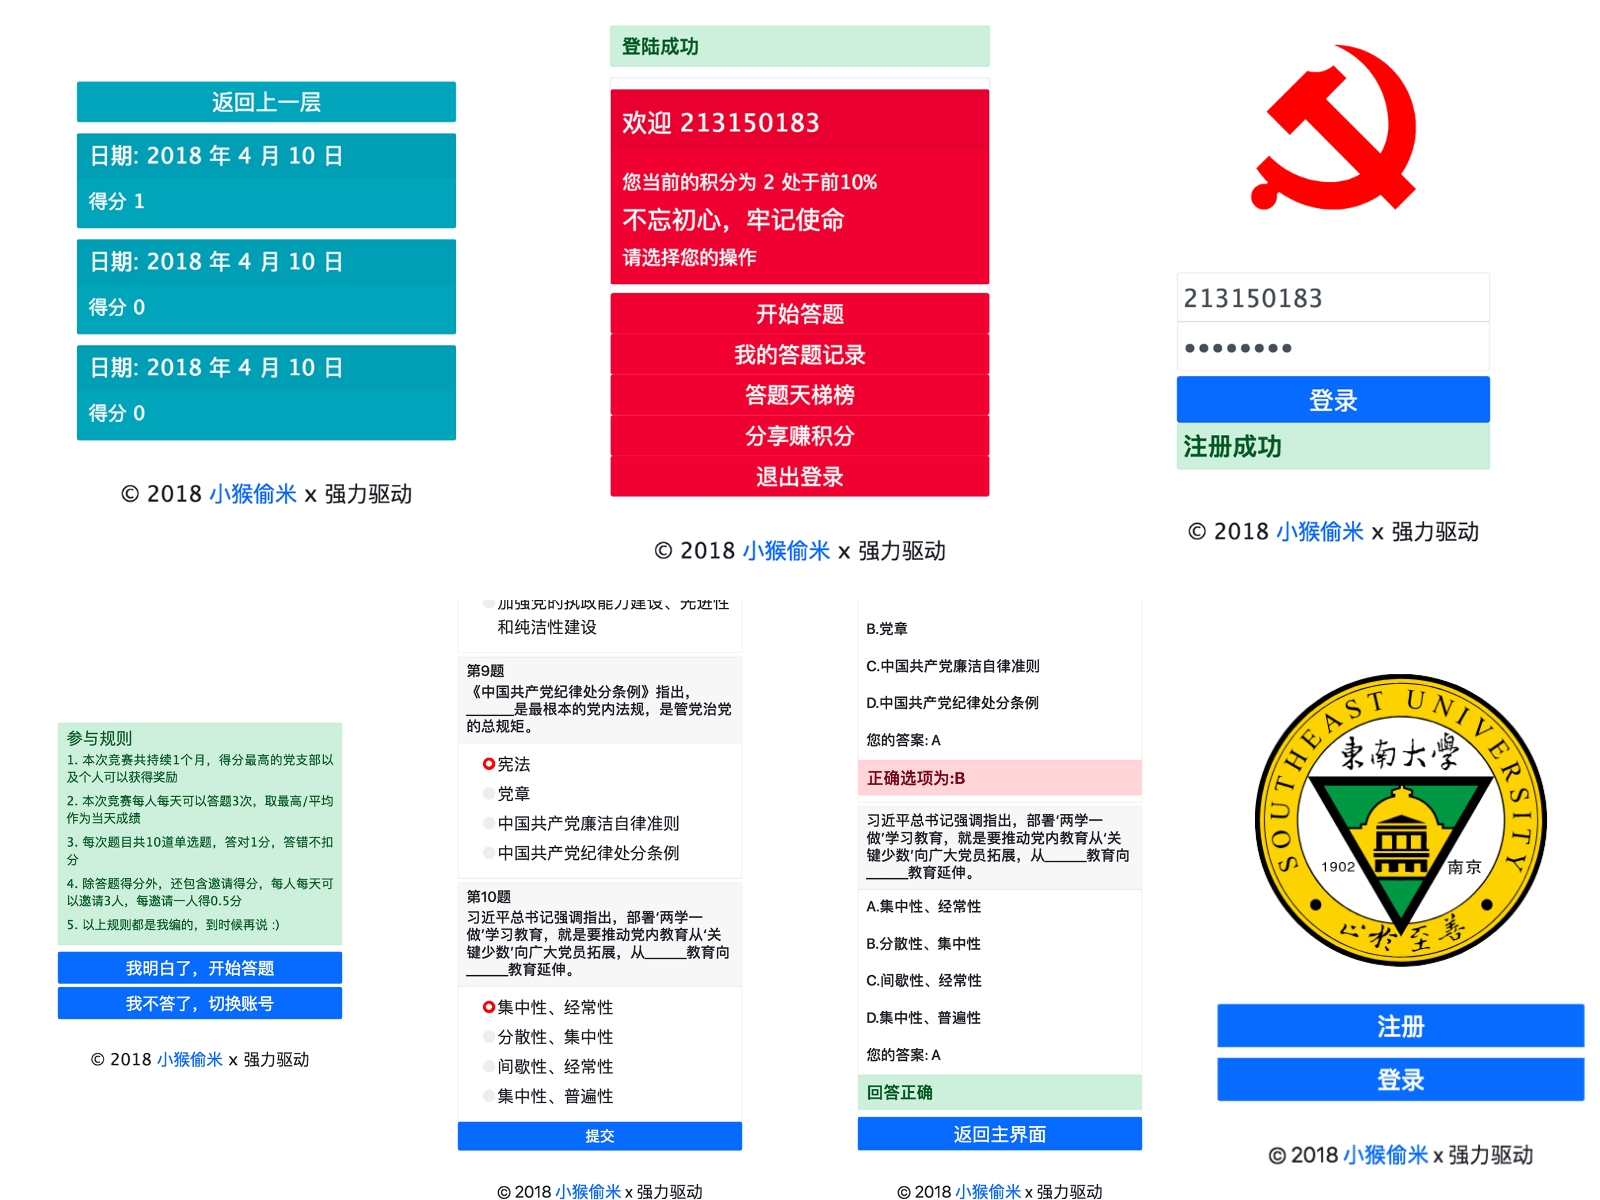 返回上一层
日期: 2018 年 4 月 10 日
得分 1
日期: 2018 年 4 月 10 日
得分 0
日期: 2018 年 4 月 10 日
得分 0
© 2018 小猴偷米 x 强力驱动
登陆成功
欢迎 213150183
您当前的积分为 2 处于前10%
不忘初心，牢记使命
请选择您的操作
开始答题
我的答题记录
答题天梯榜
分享赚积分
退出登录
© 2018 小猴偷米 x 强力驱动
213150183
••••••••
登录
注册成功
© 2018 小猴偷米 x 强力驱动
参与规则
1. 本次竞赛共持续1个月，得分最高的党支部以
及个人可以获得奖励
2. 本次竞赛每人每天可以答题3次，取最高/平均
作为当天成绩
3. 每次题目共10道单选题，答对1分，答错不扣
分
4. 除答题得分外，还包含邀请得分，每人每天可
以邀请3人，每邀请一人得0.5分
5. 以上规则都是我编的，到时候再说 :)
我明白了，开始答题
我不答了，切换账号
© 2018 小猴偷米 x 强力驱动
加强党的执政能力建设、先进性
和纯洁性建设
第9题
《中国共产党纪律处分条例》指出，
______是最根本的党内法规，是管党治党
的总规矩。
宪法
党章
中国共产党廉洁自律准则
中国共产党纪律处分条例
第10题
习近平总书记强调指出，部署‘两学一
做’学习教育，就是要推动党内教育从‘关
键少数’向广大党员拓展，从______教育向
______教育延伸。
集中性、经常性
分散性、集中性
间歇性、经常性
集中性、普遍性
提交
© 2018 小猴偷米 x 强力驱动
B.党章
C.中国共产党廉洁自律准则
D.中国共产党纪律处分条例
您的答案: A
正确选项为:B
习近平总书记强调指出，部署‘两学一
做’学习教育，就是要推动党内教育从‘关
键少数’向广大党员拓展，从______教育向
______教育延伸。
A.集中性、经常性
B.分散性、集中性
C.间歇性、经常性
D.集中性、普遍性
您的答案: A
回答正确
返回主界面
© 2018 小猴偷米 x 强力驱动
SOUTHEAST UNIVERSITY
東南大學
1902 南京
止於至善
注册
登录
© 2018 小猴偷米 x 强力驱动